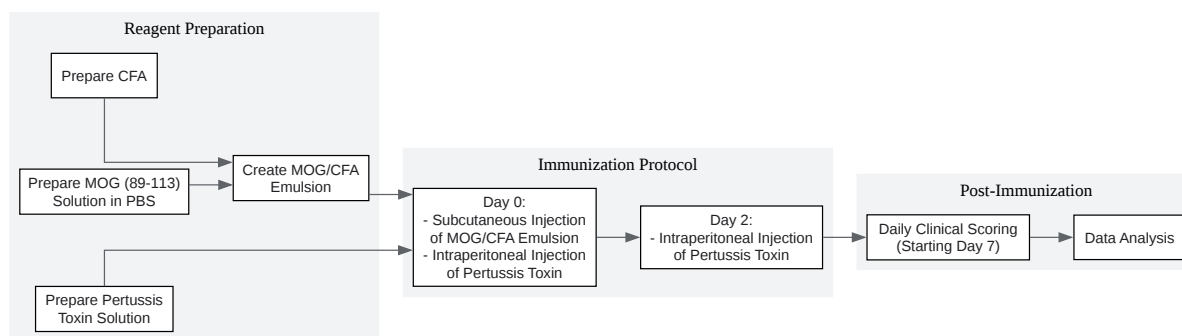 Reagent Preparation
Prepare CFA
Prepare MOG (89-113)
Solution in PBS
Create MOG/CFA
Emulsion
Prepare Pertussis
Toxin Solution
Immunization Protocol
Day 0:
- Subcutaneous Injection
of MOG/CFA Emulsion
- Intraperitoneal Injection
of Pertussis Toxin
Day 2:
- Intraperitoneal Injection
of Pertussis Toxin
Post-Immunization
Daily Clinical Scoring
(Starting Day 7)
Data Analysis